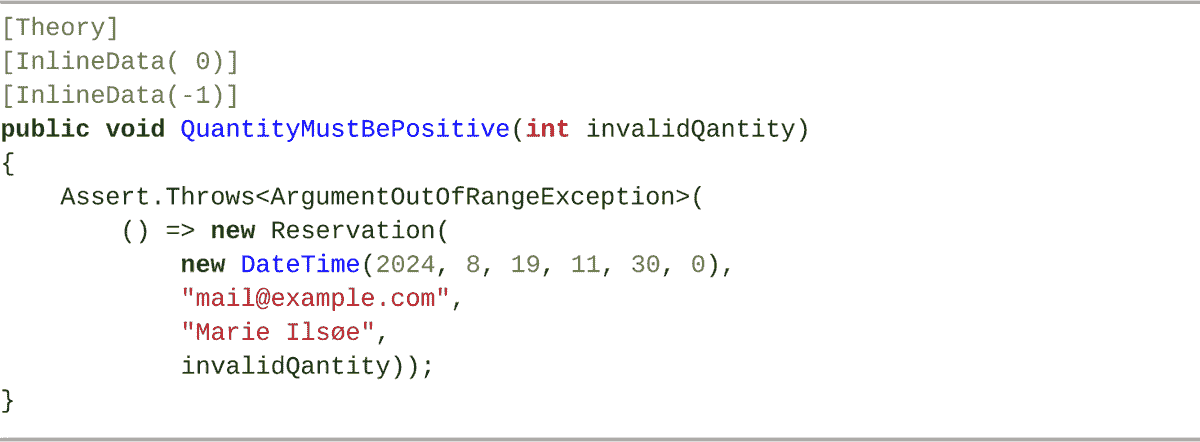 [Theory]
[InlineData( 0)]
[InlineData(-1)]
public void QuantityMustBePositive(int invalidQantity)
{
    Assert.Throws<ArgumentOutOfRangeException>(
        () => new Reservation(
            new DateTime(2024, 8, 19, 11, 30, 0),
            "mail@example.com",
            "Marie Ilsøe",
            invalidQantity));
}